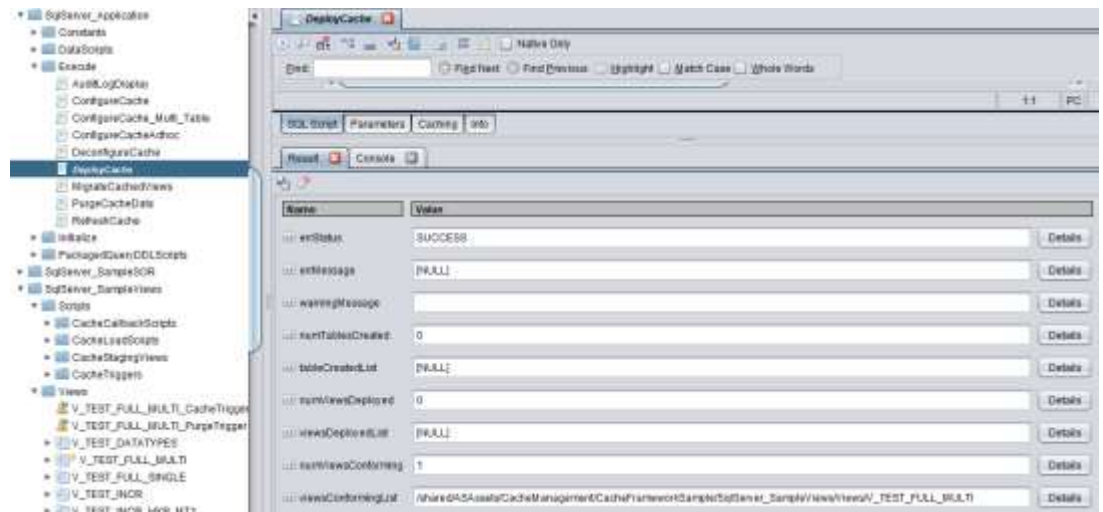 SqlServer_Application
Constants
DataScripts
Execute
AuditLogDisplay
ConfigureCache
ConfigureCache_Multi_Table
ConfigureCacheAdhoc
DeconfigureCache
DeployCache
MigrateCachedViews
PurgeCacheData
RefreshCache
Initialize
PackagedQueryDDLScripts
SqlServer_SampleSOR
SqlServer_SampleViews
Scripts
CacheCallbackScripts
CacheLoadScripts
CacheStagingViews
CacheTriggers
Views
V_TEST_FULL_MULTI_CacheTrigger
V_TEST_FULL_MULTI_PurgeTrigger
V_TEST_DATATYPES
V_TEST_FULL_MULTI
V_TEST_FULL_SINGLE
V_TEST_INCR
V_TEST_INCR_HKR_MT2
DeployCache
Native Only
Find: Find Next Find Previous Highlight Match Case Whole Words
1:1 PC
SQL Script Parameters Caching Info
Result Console
Name Value
errStatus SUCCESS Details
errMessage [NULL] Details
warningMessage Details
numTablesCreated 0 Details
tableCreatedList [NULL] Details
numViewsDeployed 0 Details
viewsDeployedList [NULL] Details
numViewsConforming 1 Details
viewsConformingList /shared/ASAssets/CacheManagement/CacheFrameworkSample/SqlServer_SampleViews/Views/V_TEST_FULL_MULTI Details